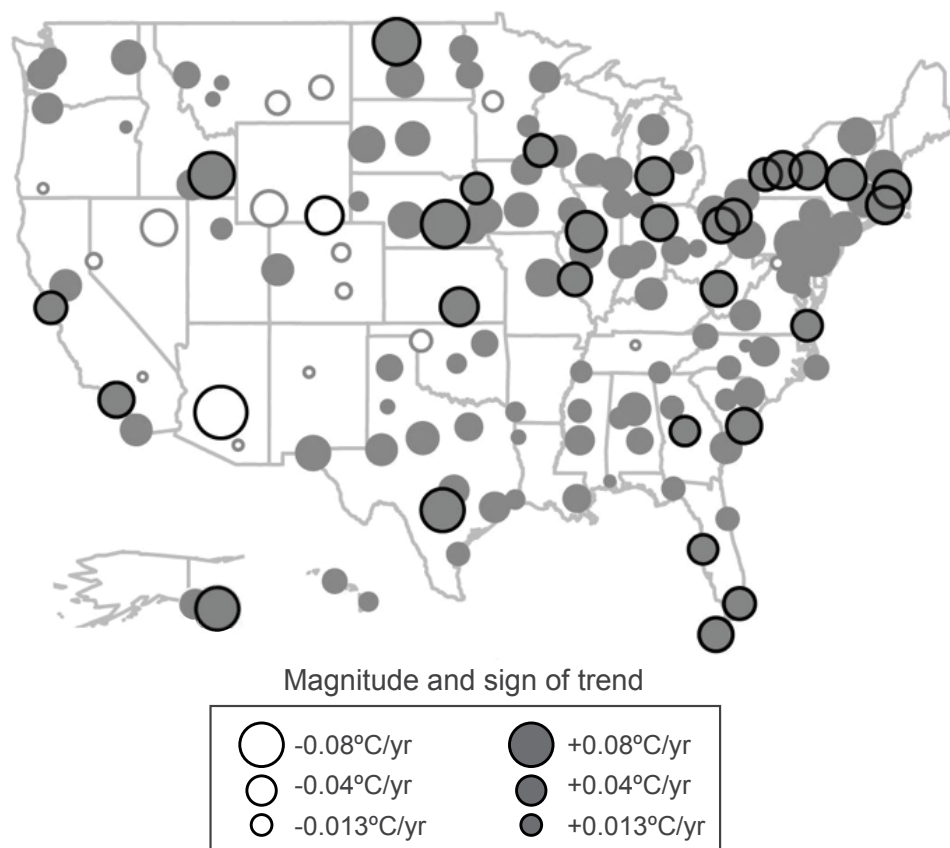 Magnitude and sign of trend
-0.08ºC/yr
+0.08ºC/yr
-0.04ºC/yr
+0.04ºC/yr
-0.013ºC/yr
+0.013ºC/yr